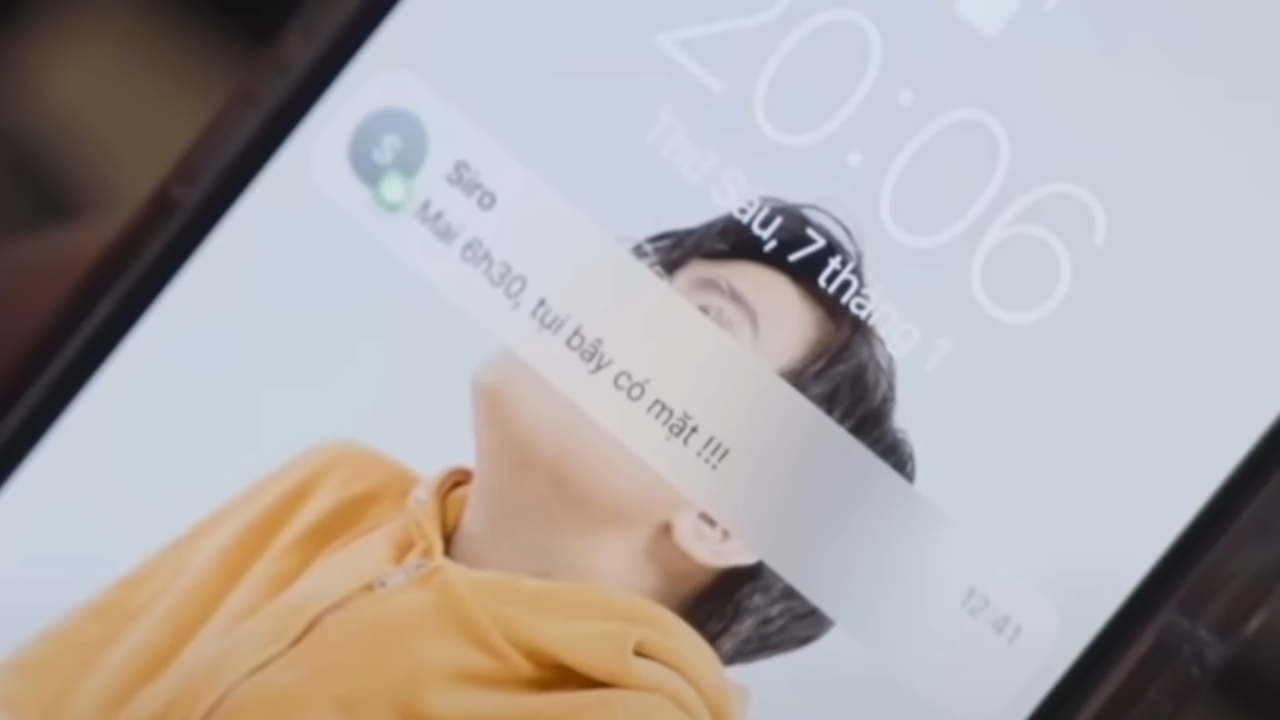 20:06
Thứ Sáu, 7 tháng 1
S
Siro
12:41
Mai 6h30, tụi bây có mặt !!!